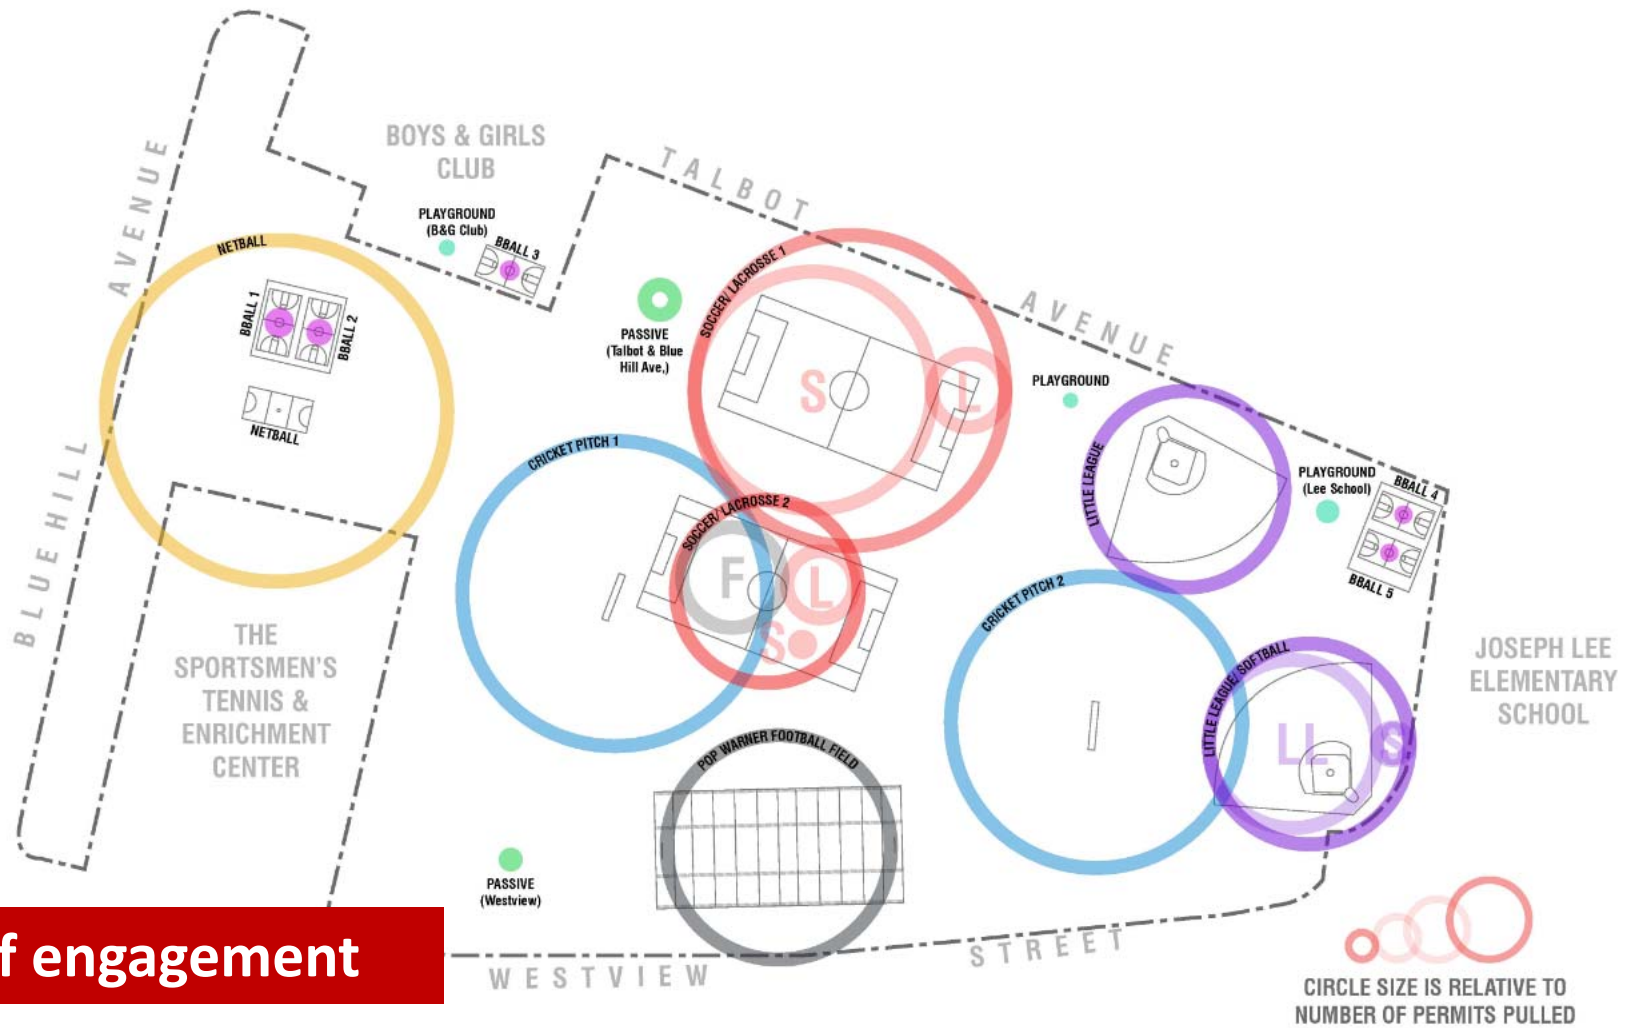 BOYS & GIRLS
CLUB
TALBOT
AVENUE
BLUE HILL
AVENUE
PLAYGROUND
(B&G Club)
BBALL 3
NETBALL
BBALL 1
BBALL 2
NETBALL
PASSIVE
(Talbot & Blue
Hill Ave.)
SOCCER/ LACROSSE 1
S
L
PLAYGROUND
CRICKET PITCH 1
SOCCER/ LACROSSE 2
F
L
S
LITTLE LEAGUE
PLAYGROUND
(Lee School)
BBALL 4
BBALL 5
CRICKET PITCH 2
LITTLE LEAGUE/ SOFTBALL
LL
S
JOSEPH LEE
ELEMENTARY
SCHOOL
THE
SPORTSMEN'S
TENNIS &
ENRICHMENT
CENTER
POP WARNER FOOTBALL FIELD
PASSIVE
(Westview)
f engagement
WESTVIEW
STREET
CIRCLE SIZE IS RELATIVE TO
NUMBER OF PERMITS PULLED